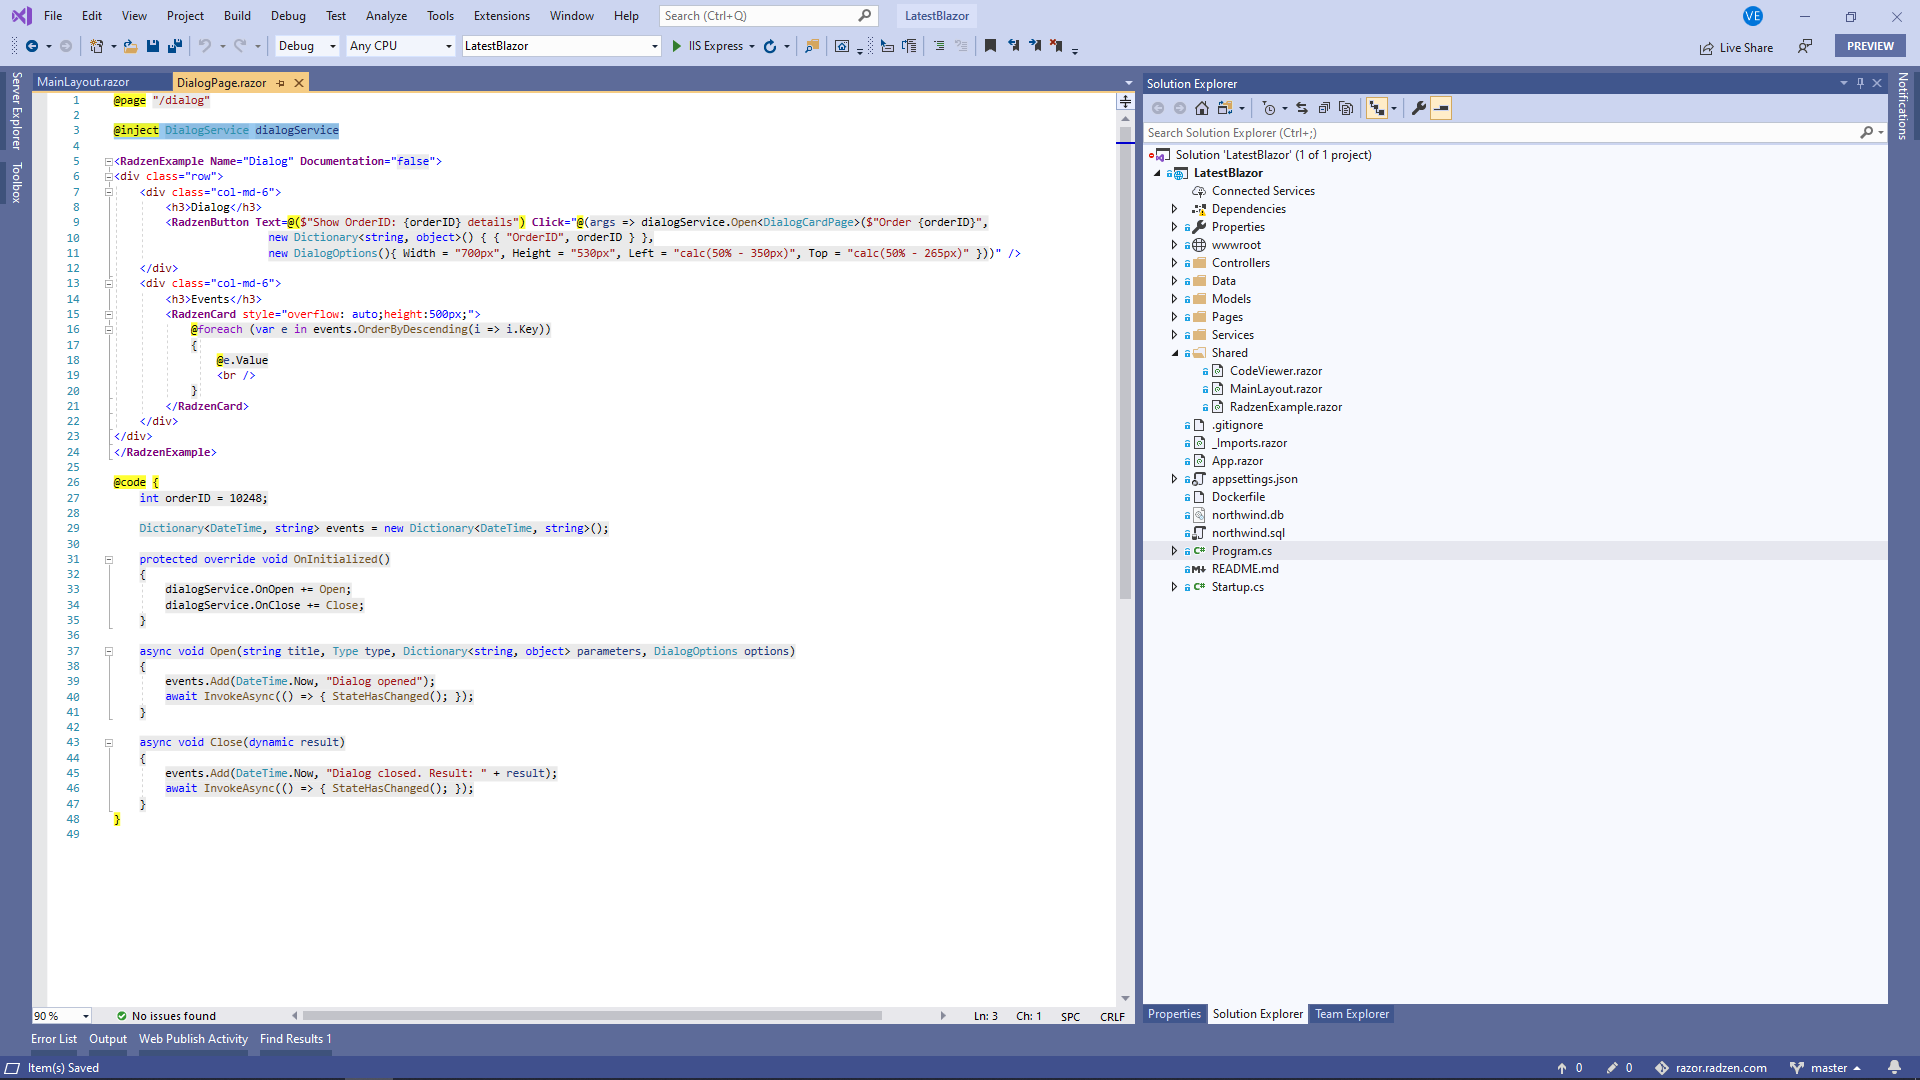 File Edit View Project Build Debug Test Analyze Tools Extensions Window Help Search (Ctrl+Q) LatestBlazor VE
Debug Any CPU LatestBlazor IIS Express Live Share PREVIEW
Server Explorer
Toolbox
MainLayout.razor DialogPage.razor
1 @page "/dialog"
2
3 @inject DialogService dialogService
4
5 <RadzenExample Name="Dialog" Documentation="false">
6 <div class="row">
7 <div class="col-md-6">
8 <h3>Dialog</h3>
9 <RadzenButton Text=@($"Show OrderID: {orderID} details") Click="@(args => dialogService.Open<DialogCardPage>($"Order {orderID}",
10 new Dictionary<string, object>() { { "OrderID", orderID } },
11 new DialogOptions(){ Width = "700px", Height = "530px", Left = "calc(50% - 350px)", Top = "calc(50% - 265px)" }))" />
12 </div>
13 <div class="col-md-6">
14 <h3>Events</h3>
15 <RadzenCard style="overflow: auto;height:500px;">
16 @foreach (var e in events.OrderByDescending(i => i.Key))
17 {
18 @e.Value
19 <br />
20 }
21 </RadzenCard>
22 </div>
23 </div>
24 </RadzenExample>
25
26 @code {
27 int orderID = 10248;
28
29 Dictionary<DateTime, string> events = new Dictionary<DateTime, string>();
30
31 protected override void OnInitialized()
32 {
33 dialogService.OnOpen += Open;
34 dialogService.OnClose += Close;
35 }
36
37 async void Open(string title, Type type, Dictionary<string, object> parameters, DialogOptions options)
38 {
39 events.Add(DateTime.Now, "Dialog opened");
40 await InvokeAsync(() => { StateHasChanged(); });
41 }
42
43 async void Close(dynamic result)
44 {
45 events.Add(DateTime.Now, "Dialog closed. Result: " + result);
46 await InvokeAsync(() => { StateHasChanged(); });
47 }
48 }
49
90 % No issues found Ln: 3 Ch: 1 SPC CRLF
Solution Explorer
Search Solution Explorer (Ctrl+;)
Solution 'LatestBlazor' (1 of 1 project)
LatestBlazor
Connected Services
Dependencies
Properties
wwwroot
Controllers
Data
Models
Pages
Services
Shared
CodeViewer.razor
MainLayout.razor
RadzenExample.razor
.gitignore
_Imports.razor
App.razor
appsettings.json
Dockerfile
northwind.db
northwind.sql
C# Program.cs
README.md
C# Startup.cs
Properties Solution Explorer Team Explorer
Notifications
Error List Output Web Publish Activity Find Results 1
Item(s) Saved 0 0 razor.radzen.com master